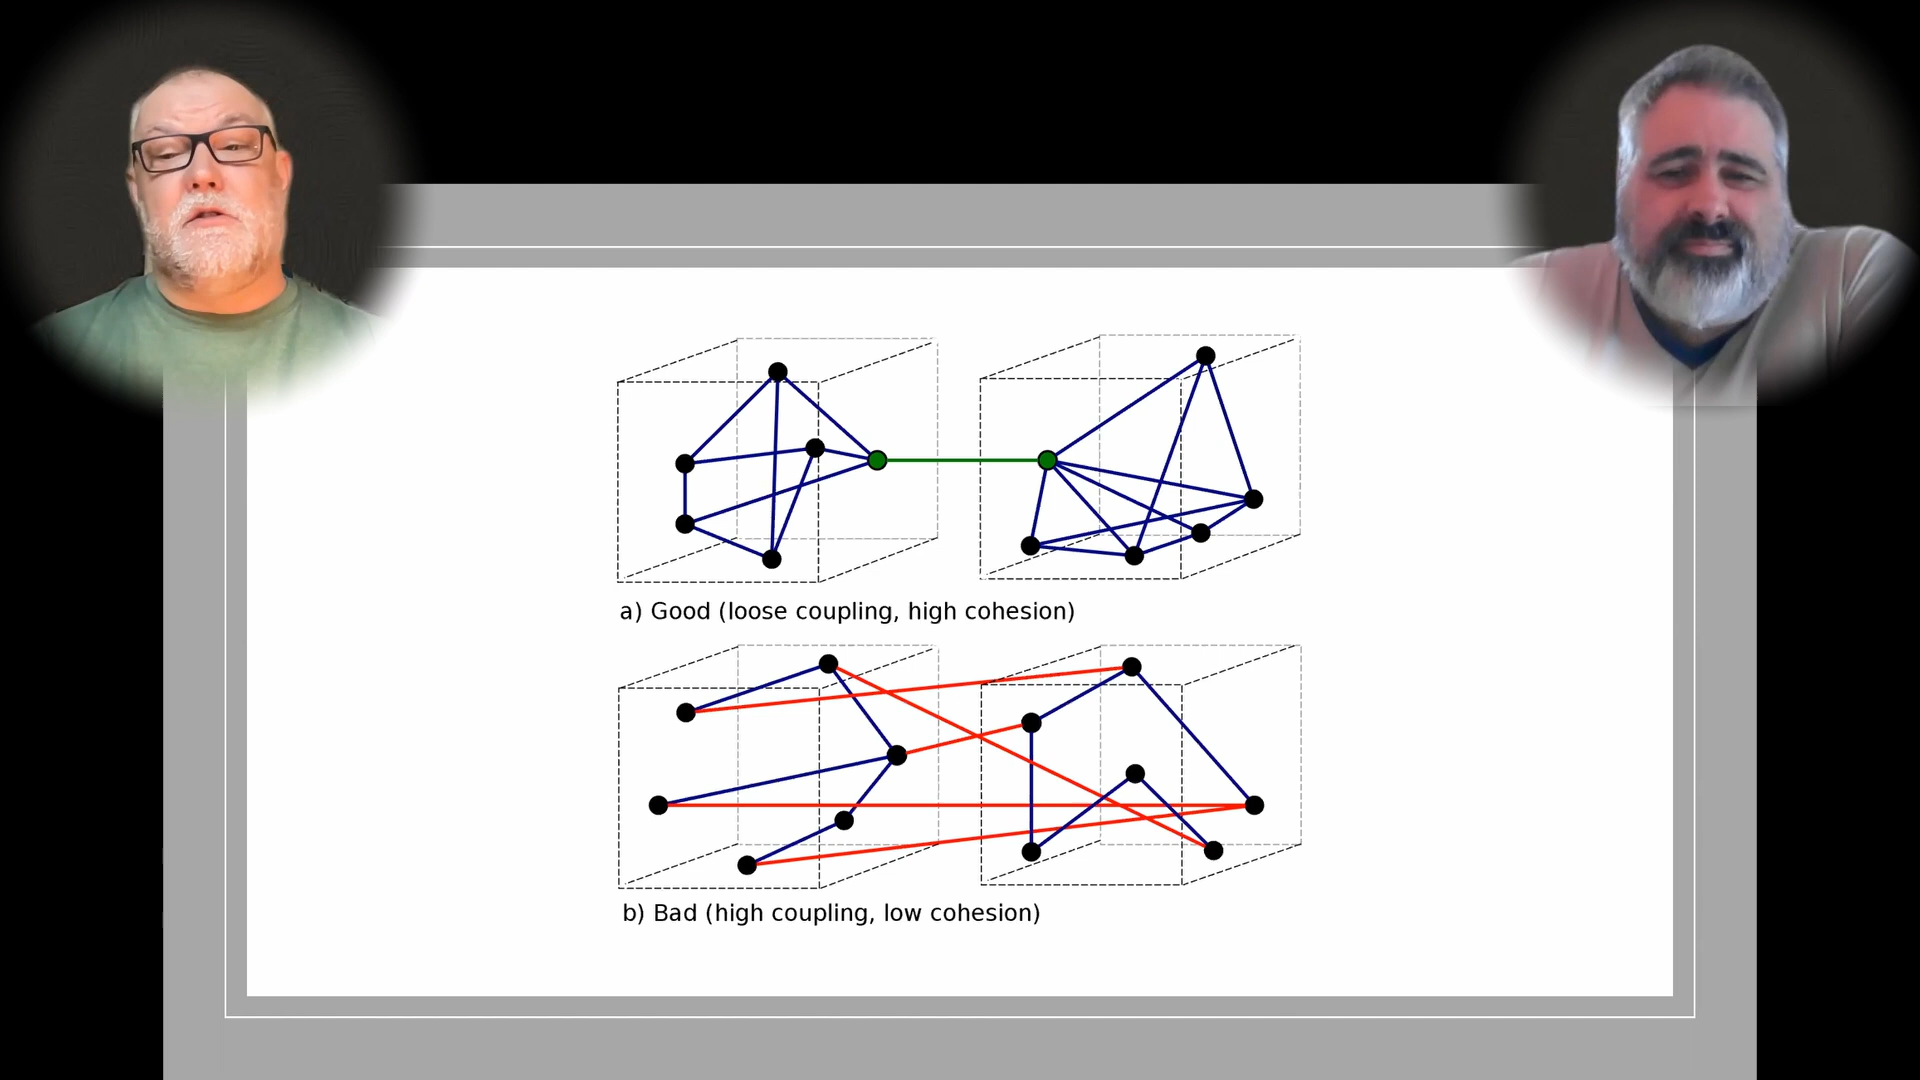 a) Good (loose coupling, high cohesion)
b) Bad (high coupling, low cohesion)